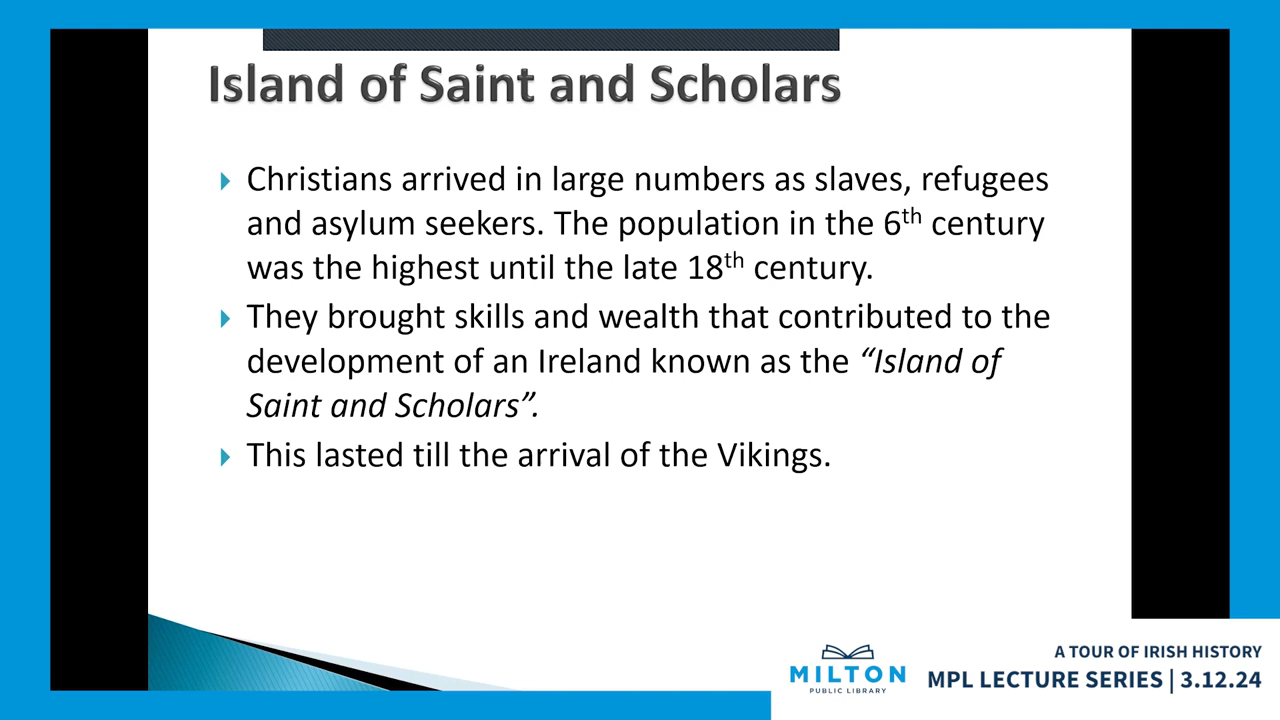 Island of Saint and Scholars
Christians arrived in large numbers as slaves, refugees
and asylum seekers. The population in the 6th century
was the highest until the late 18th century.
They brought skills and wealth that contributed to the
development of an Ireland known as the “Island of
Saint and Scholars”.
This lasted till the arrival of the Vikings.
MILTON
PUBLIC LIBRARY
A TOUR OF IRISH HISTORY
MPL LECTURE SERIES | 3.12.24